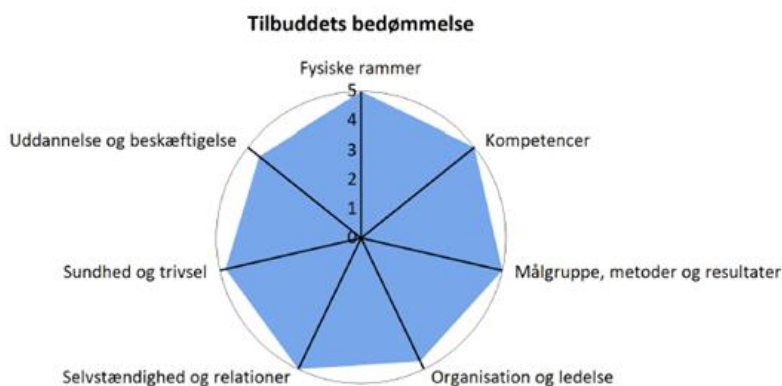 Tilbuddets bedømmelse
Fysiske rammer
5
4
3
2
1
0
Uddannelse og beskæftigelse
Kompetencer
Sundhed og trivsel
Målgruppe, metoder og resultater
Selvstændighed og relationer
Organisation og ledelse